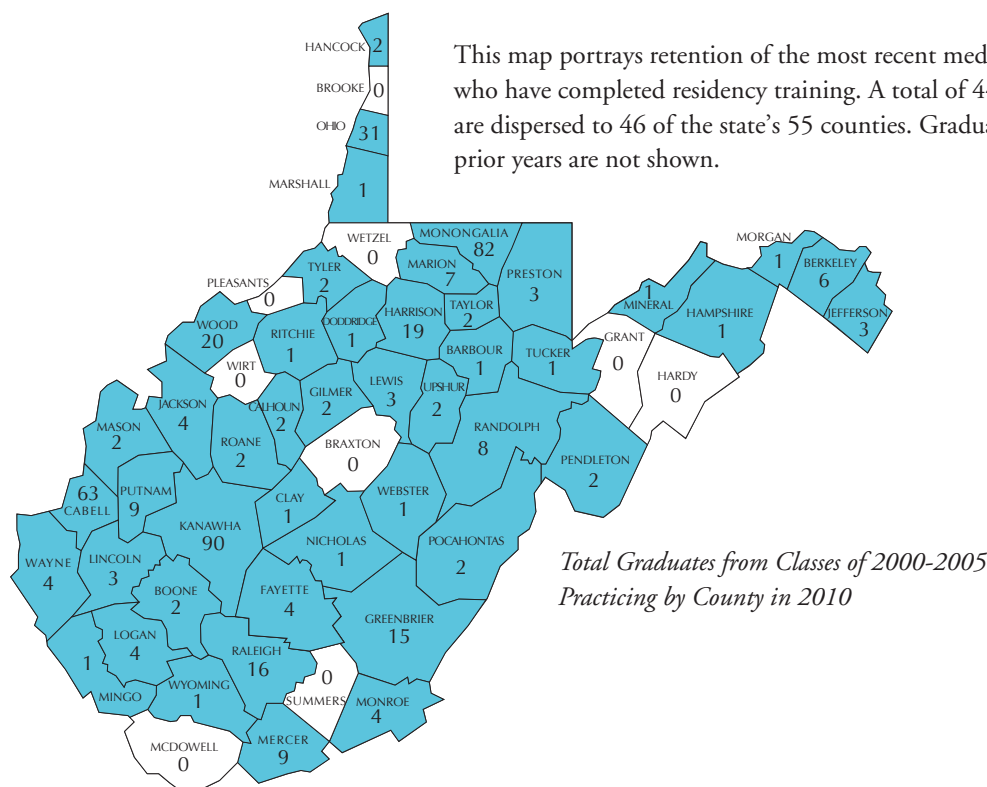 HANCOCK 2
BROOKE 0
OHIO 31
MARSHALL 1
This map portrays retention of the most recent med
who have completed residency training. A total of 4
are dispersed to 46 of the state's 55 counties. Gradua
prior years are not shown.
WETZEL
0
MONONGALIA
82
MARION
7
PRESTON
3
MORGAN
1
BERKELEY
6
JEFFERSON
3
1
MINERAL
HAMPSHIRE
1
GRANT
0
HARDY
0
PLEASANTS
0
TYLER
2
WOOD
20
RITCHIE
1
DODDRIDGE
1
HARRISON
19
TAYLOR
2
BARBOUR
1
TUCKER
1
WIRT
0
JACKSON
4
CALHOUN
2
GILMER
2
LEWIS
3
UPSHUR
2
RANDOLPH
8
PENDLETON
2
MASON
2
ROANE
2
BRAXTON
0
63
CABELL
PUTNAM
9
KANAWHA
90
CLAY
1
WEBSTER
1
NICHOLAS
1
POCAHONTAS
2
WAYNE
4
LINCOLN
3
BOONE
2
FAYETTE
4
GREENBRIER
15
Total Graduates from Classes of 2000-2005
Practicing by County in 2010
LOGAN
4
1
MINGO
RALEIGH
16
WYOMING
1
0
SUMMERS
MONROE
4
MCDOWELL
0
MERCER
9